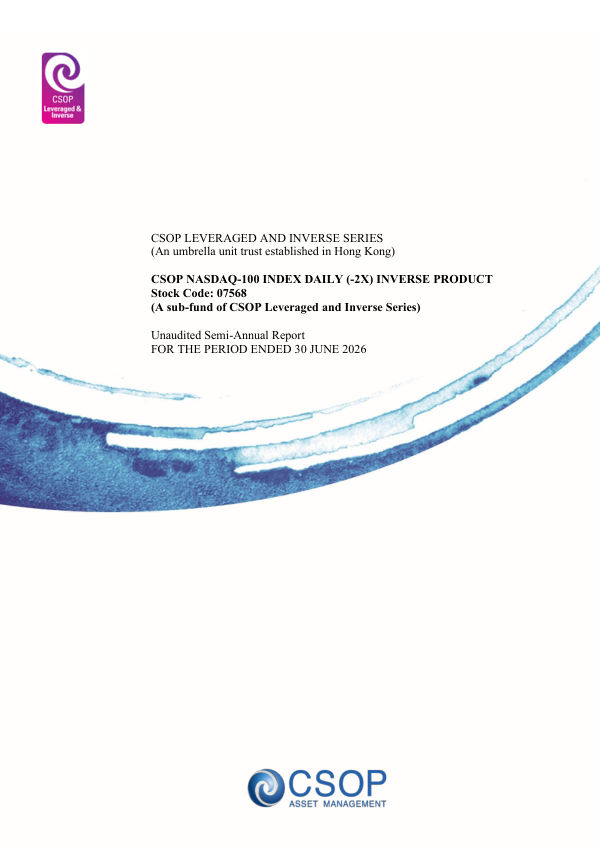 CSOP
Leveraged &
Inverse
CSOP LEVERAGED AND INVERSE SERIES
(An umbrella unit trust established in Hong Kong)
CSOP NASDAQ-100 INDEX DAILY (-2X) INVERSE PRODUCT
Stock Code: 07568
(A sub-fund of CSOP Leveraged and Inverse Series)
Unaudited Semi-Annual Report
FOR THE PERIOD ENDED 30 JUNE 2026
CSOP
ASSET MANAGEMENT